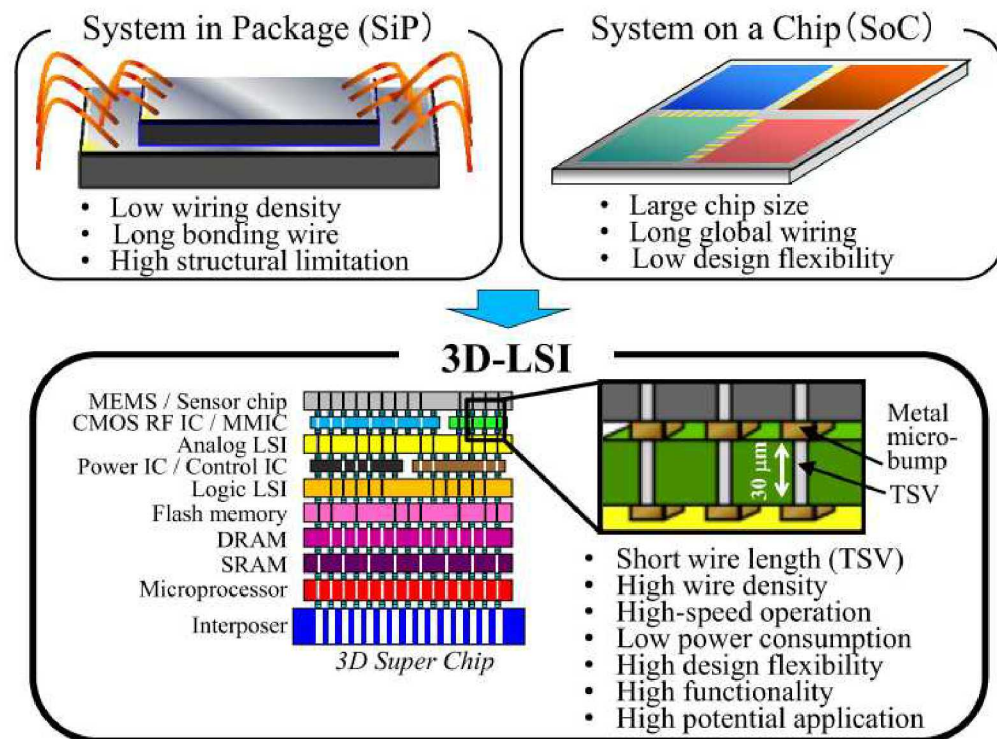 System in Package (SiP)
• Low wiring density
• Long bonding wire
• High structural limitation
System on a Chip (SoC)
• Large chip size
• Long global wiring
• Low design flexibility
3D-LSI
MEMS / Sensor chip
CMOS RF IC / MMIC
Analog LSI
Power IC / Control IC
Logic LSI
Flash memory
DRAM
SRAM
Microprocessor
Interposer
3D Super Chip
30 μm
Metal
micro-
bump
TSV
• Short wire length (TSV)
• High wire density
• High-speed operation
• Low power consumption
• High design flexibility
• High functionality
• High potential application